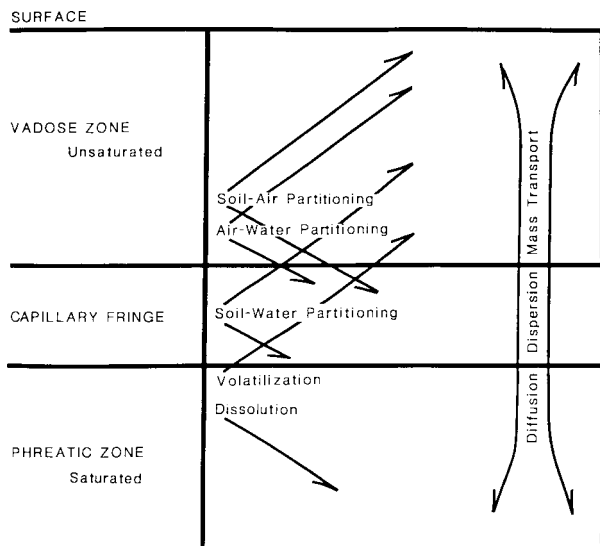 SURFACE
VADOSE ZONE
Unsaturated
Soil-Air Partitioning
Air-Water Partitioning
CAPILLARY FRINGE
Soil-Water Partitioning
Volatilization
Dissolution
PHREATIC ZONE
Saturated
Diffusion Dispersion Mass Transport